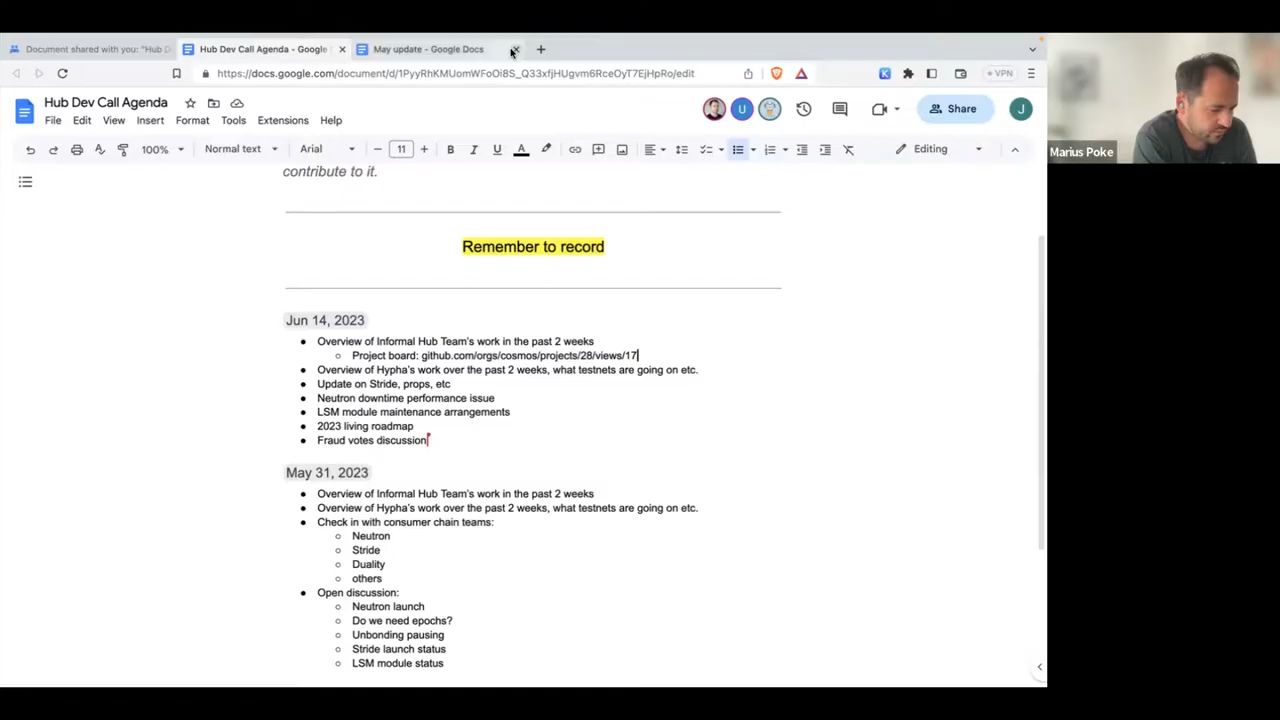 Document shared with you: "Hub D
Hub Dev Call Agenda - Google
May update - Google Docs
https://docs.google.com/document/d/1PyyRhKMUomWFoOi8S_Q33xfjHUgvm6RceOyT7EjHpRo/edit
VPN
Hub Dev Call Agenda
File Edit View Insert Format Tools Extensions Help
U
Share
J
100%
Normal text
Arial
11
B I U A
Editing
contribute to it.
Remember to record
Jun 14, 2023
Overview of Informal Hub Team's work in the past 2 weeks
Project board: github.com/orgs/cosmos/projects/28/views/17
Overview of Hypha's work over the past 2 weeks, what testnets are going on etc.
Update on Stride, props, etc
Neutron downtime performance issue
LSM module maintenance arrangements
2023 living roadmap
Fraud votes discussion
May 31, 2023
Overview of Informal Hub Team's work in the past 2 weeks
Overview of Hypha's work over the past 2 weeks, what testnets are going on etc.
Check in with consumer chain teams:
Neutron
Stride
Duality
others
Open discussion:
Neutron launch
Do we need epochs?
Unbonding pausing
Stride launch status
LSM module status
Marius Poke